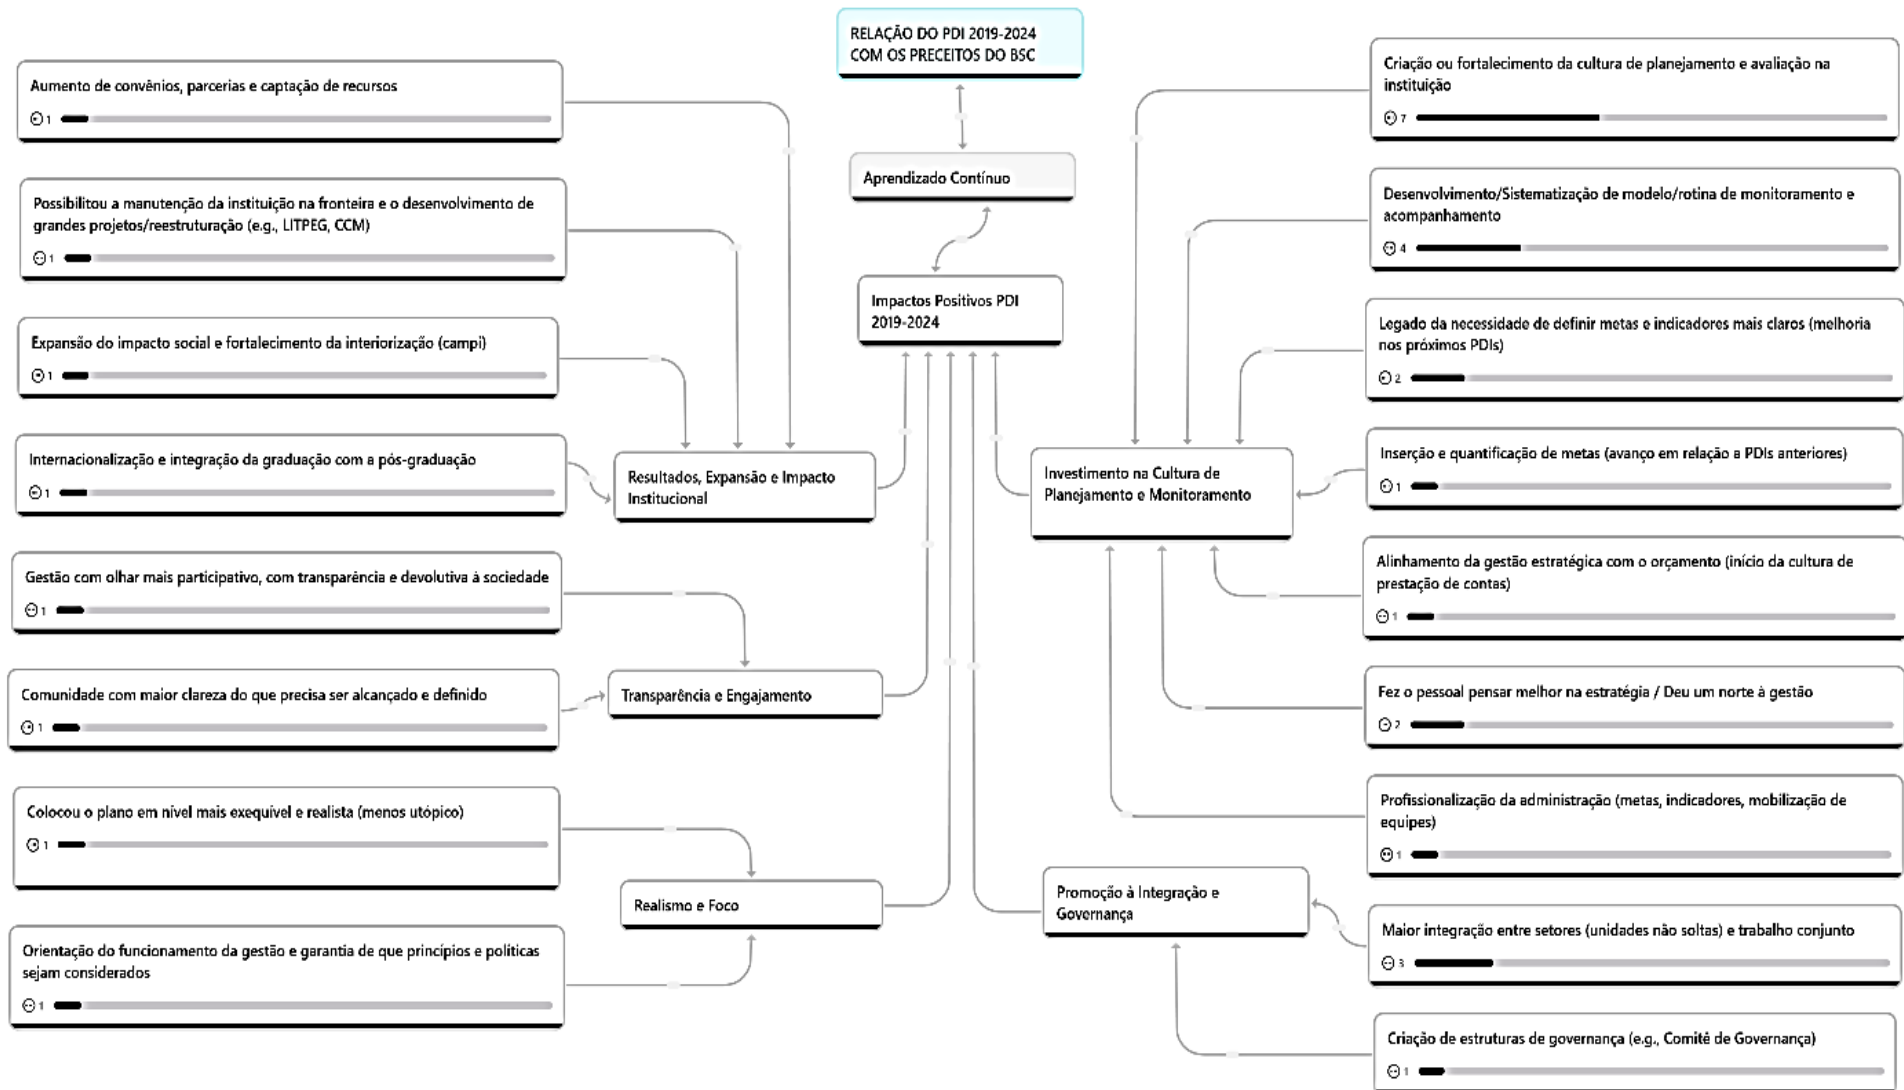 RELAÇÃO DO PDI 2019-2024
COM OS PRECEITOS DO BSC
Aprendizado Contínuo
Impactos Positivos PDI
2019-2024
Aumento de convênios, parcerias e captação de recursos
1
Possibilitou a manutenção da instituição na fronteira e o desenvolvimento de
grandes projetos/reestruturação (e.g., LITPEG, CCM)
1
Expansão do impacto social e fortalecimento da interiorização (campi)
1
Internacionalização e integração da graduação com a pós-graduação
1
Resultados, Expansão e Impacto
Institucional
Gestão com olhar mais participativo, com transparência e devolutiva à sociedade
1
Comunidade com maior clareza do que precisa ser alcançado e definido
1
Transparência e Engajamento
Colocou o plano em nível mais exequível e realista (menos utópico)
1
Orientação do funcionamento da gestão e garantia de que princípios e políticas
sejam considerados
1
Realismo e Foco
Criação ou fortalecimento da cultura de planejamento e avaliação na
instituição
7
Desenvolvimento/Sistematização de modelo/rotina de monitoramento e
acompanhamento
4
Legado da necessidade de definir metas e indicadores mais claros (melhoria
nos próximos PDIs)
2
Inserção e quantificação de metas (avanço em relação a PDIs anteriores)
1
Investimento na Cultura de
Planejamento e Monitoramento
Alinhamento da gestão estratégica com o orçamento (início da cultura de
prestação de contas)
1
Fez o pessoal pensar melhor na estratégia / Deu um norte à gestão
2
Profissionalização da administração (metas, indicadores, mobilização de
equipes)
1
Promoção à Integração e
Governança
Maior integração entre setores (unidades não soltas) e trabalho conjunto
3
Criação de estruturas de governança (e.g., Comitê de Governança)
1